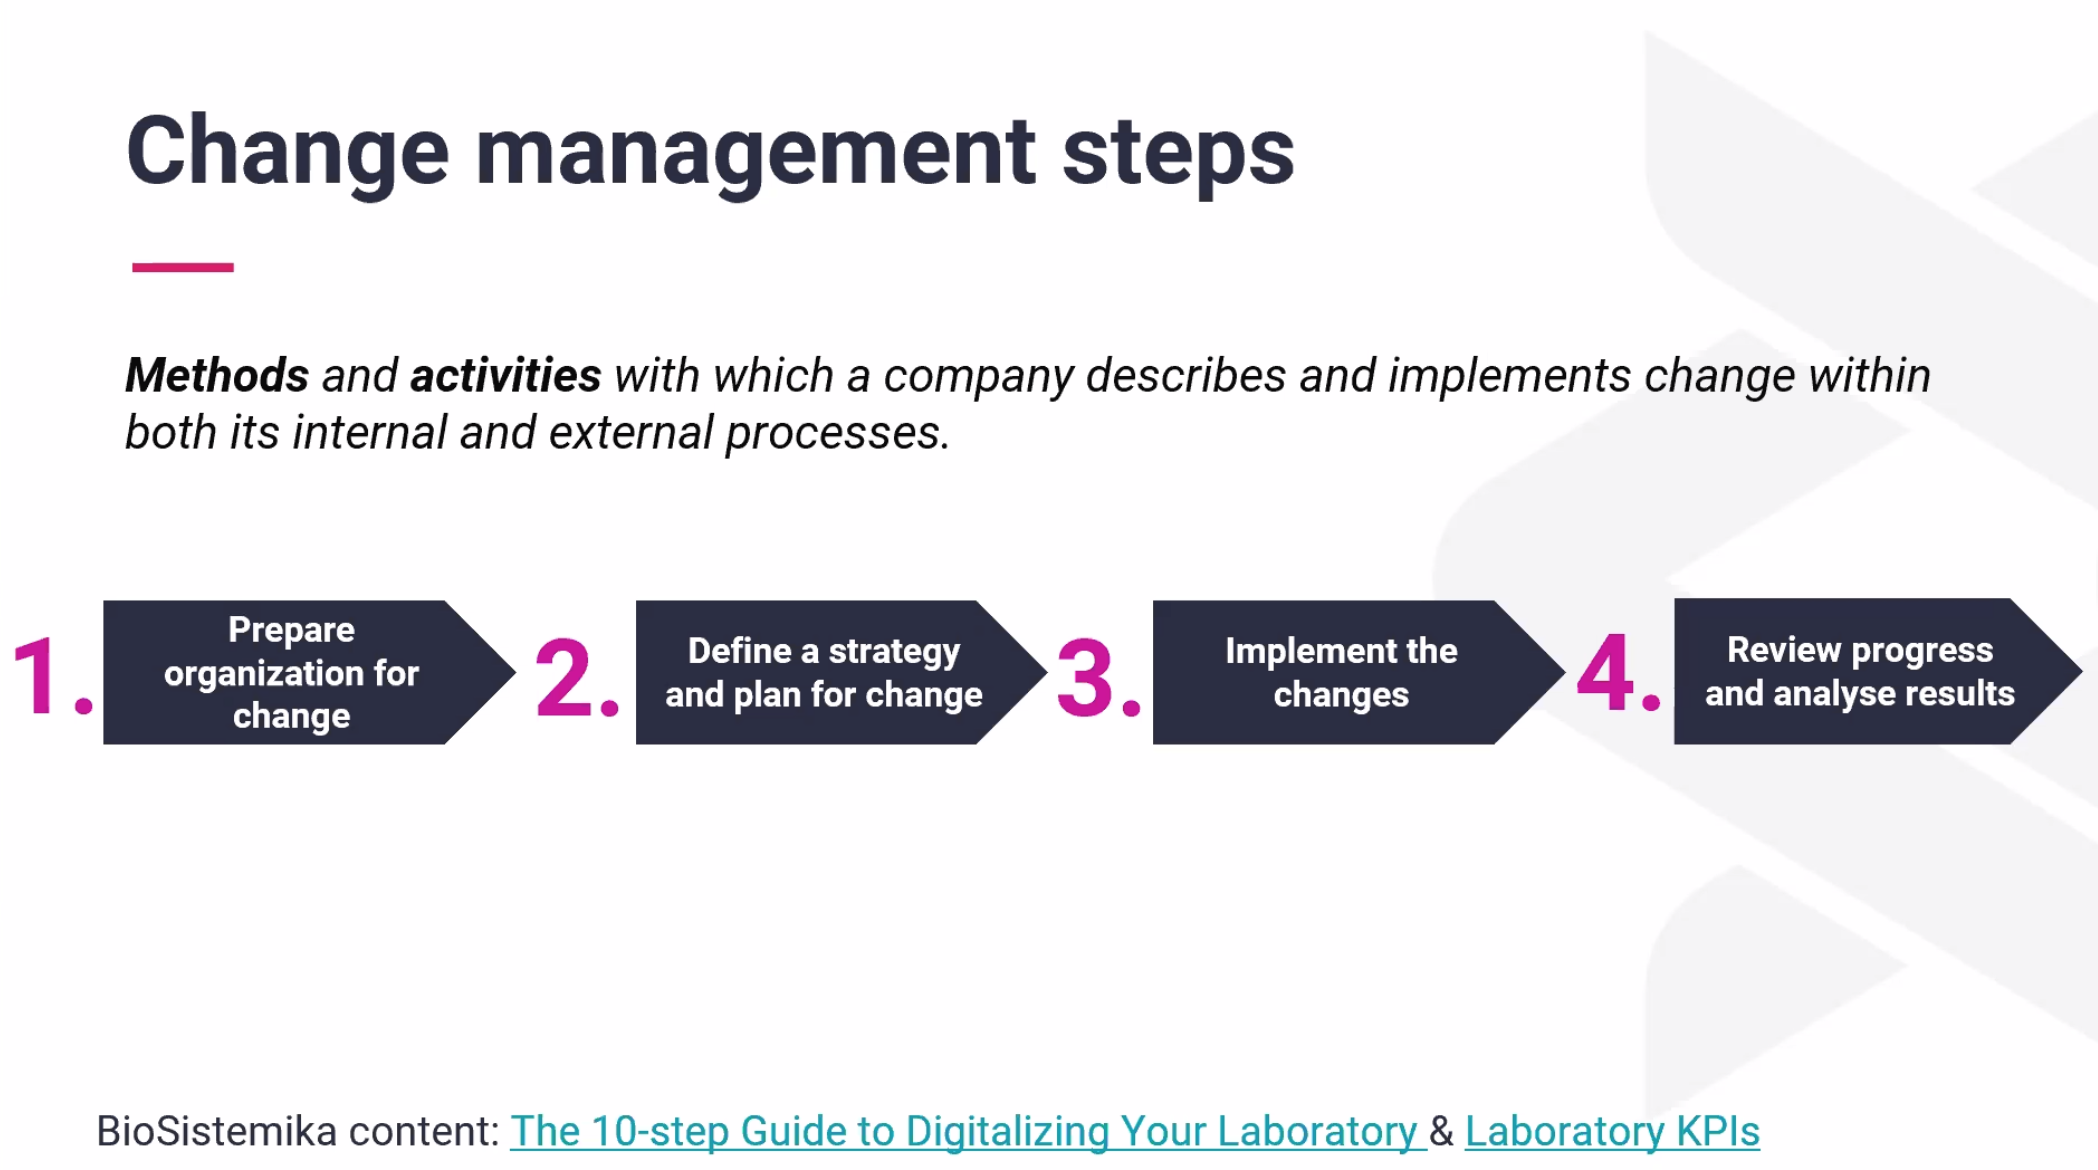 Change management steps
Methods and activities with which a company describes and implements change within
both its internal and external processes.
1.
Prepare
organization for
change
2.
Define a strategy
and plan for change
3.
Implement the
changes
4.
Review progress
and analyse results
BioSistemika content: The 10-step Guide to Digitalizing Your Laboratory & Laboratory KPIs